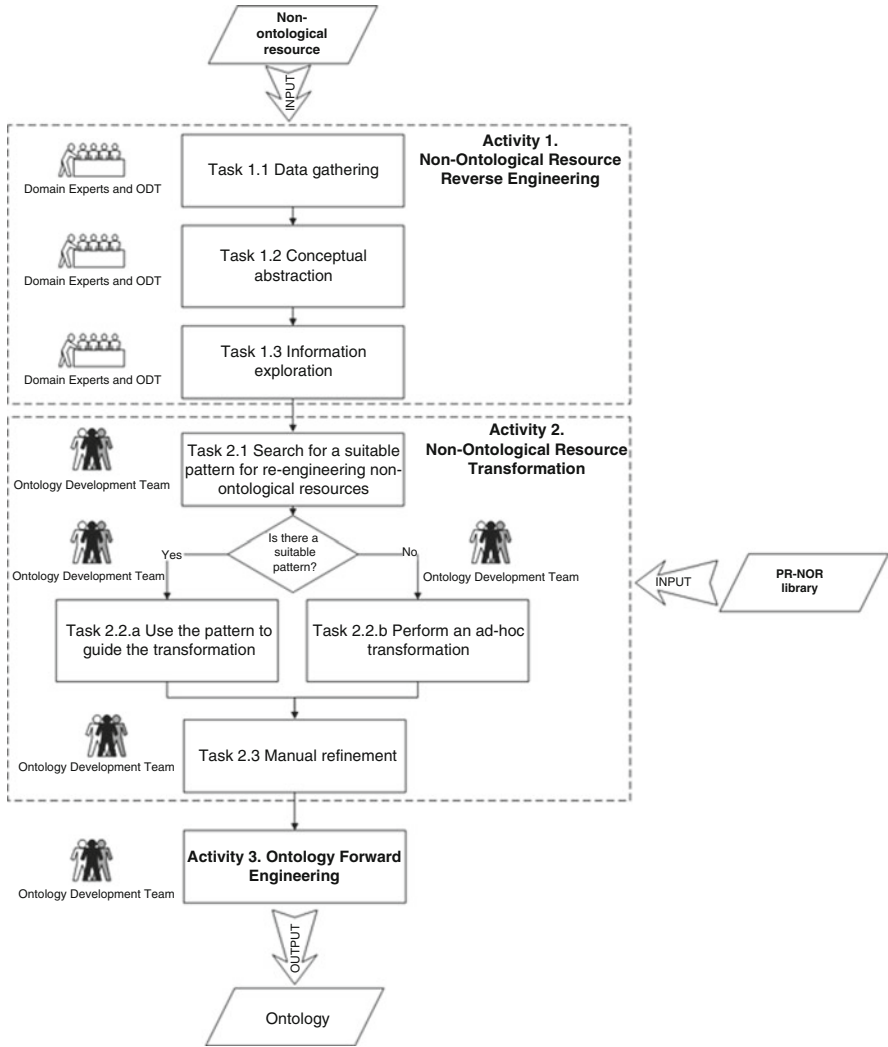 Non-
ontological
resource
INPUT
Activity 1.
Non-Ontological Resource
Reverse Engineering
Task 1.1 Data gathering
Domain Experts and ODT
Task 1.2 Conceptual
abstraction
Domain Experts and ODT
Task 1.3 Information
exploration
Domain Experts and ODT
Activity 2.
Non-Ontological Resource
Transformation
Task 2.1 Search for a suitable
pattern for re-engineering non-
ontological resources
Ontology Development Team
Is there a
suitable
pattern?
Yes
No
Ontology Development Team
Ontology Development Team
INPUT
PR-NOR
library
Task 2.2.a Use the pattern to
guide the transformation
Task 2.2.b Perform an ad-hoc
transformation
Task 2.3 Manual refinement
Ontology Development Team
Activity 3. Ontology Forward
Engineering
Ontology Development Team
OUTPUT
Ontology